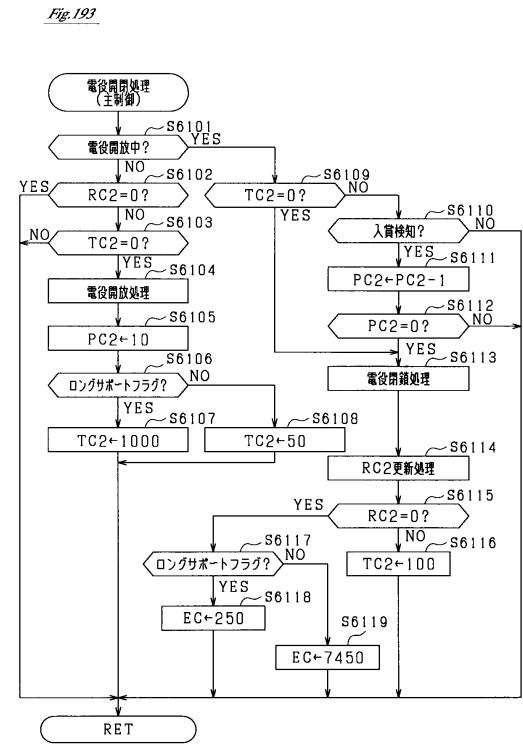 Fig.193
電役開閉処理
(主制御)
S6101
電役開放中?
YES
NO
S6102
YES
RC2=0?
NO
S6103
NO
TC2=0?
YES
S6104
電役開放処理
S6105
PC2←10
S6106
ロングサポートフラグ?
NO
YES
S6107
TC2←1000
S6108
TC2←50
S6109
TC2=0?
NO
YES
S6110
入賞検知?
NO
YES
S6111
PC2←PC2-1
S6112
PC2=0?
NO
YES
S6113
電役閉鎖処理
S6114
RC2更新処理
S6115
YES
RC2=0?
NO
S6116
TC2←100
S6117
ロングサポートフラグ?
NO
YES
S6118
EC←250
S6119
EC←7450
RET